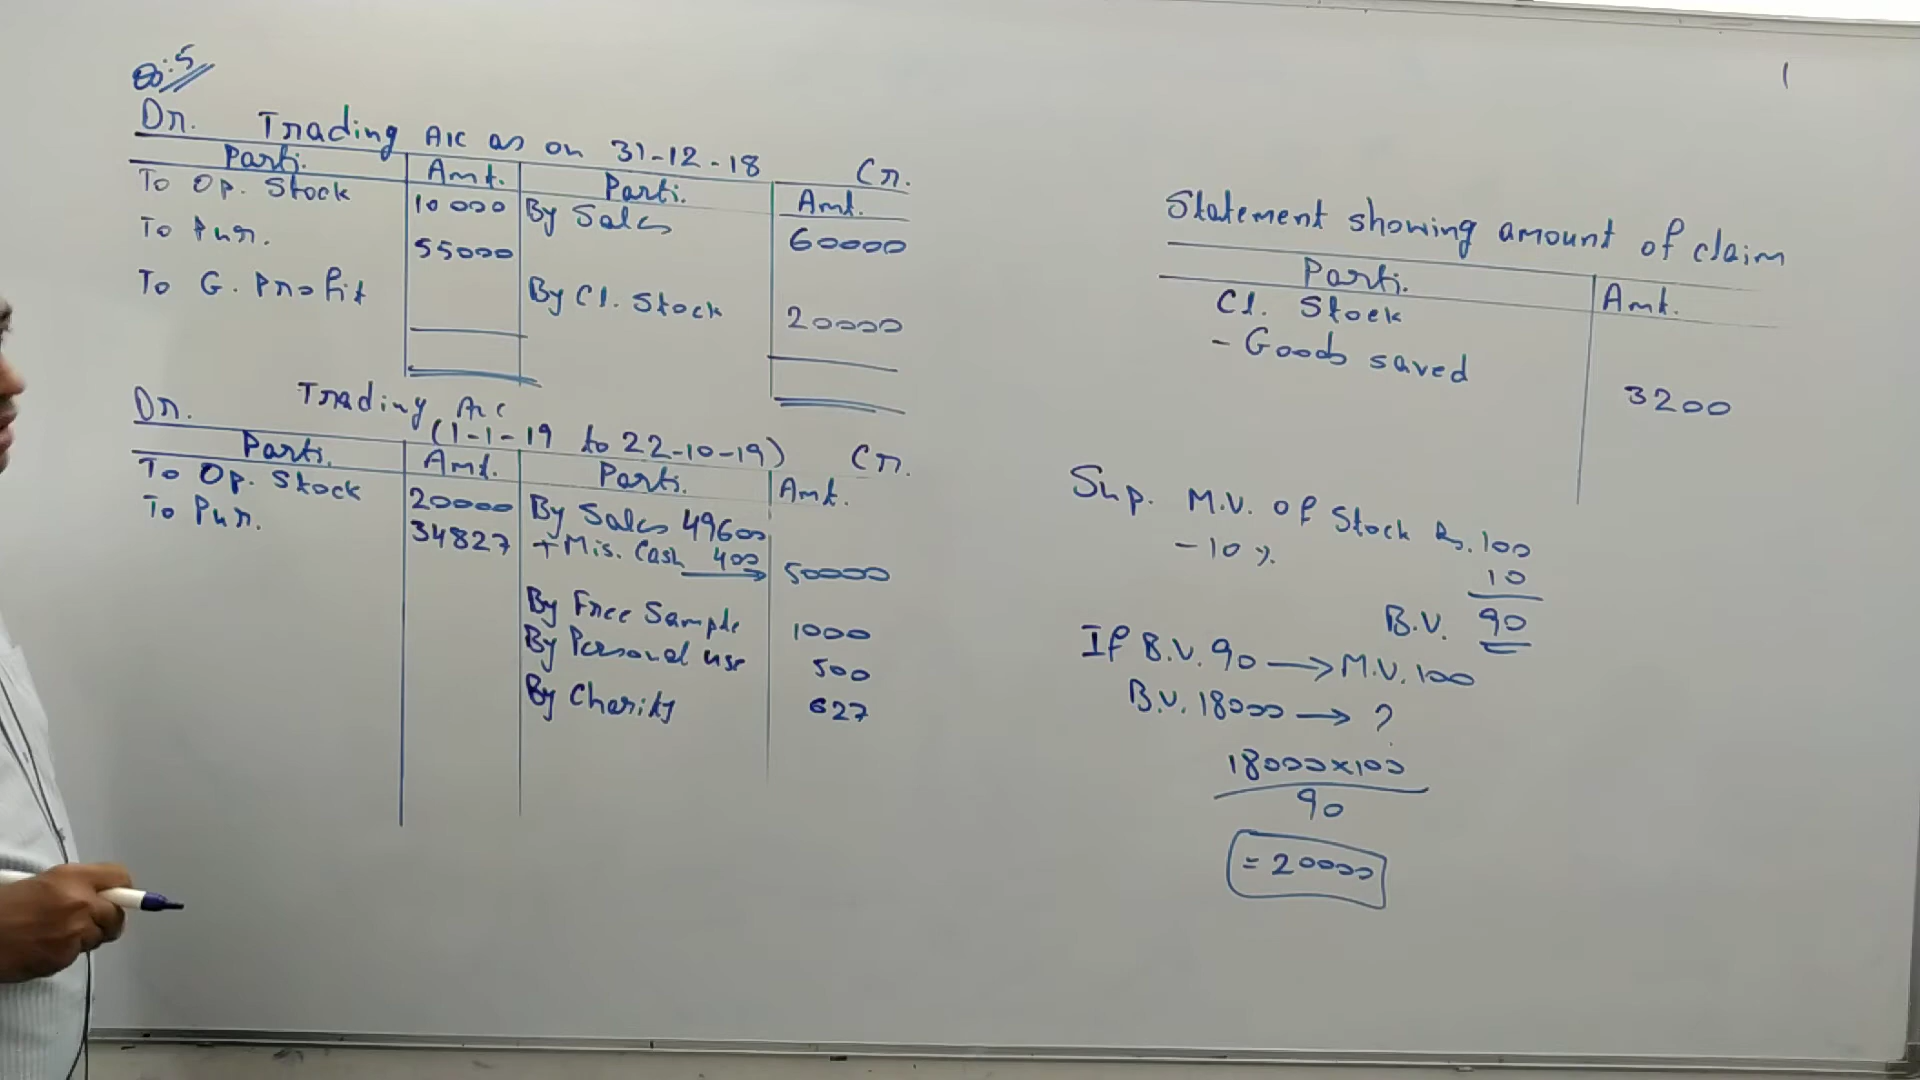 Dr. Trading A/c as on 31-12-18 Cr.
Parti. Amt. Parti. Amt.
To Op. Stock 10000 By Sales 60000
To Pur. 55000
To G. Profit By Cl. Stock 20000
Dr. Trading A/c
(1-1-19 to 22-10-19) Cr.
Parti. Amt. Parti. Amt.
To Op. Stock 20000 By Sales 49600
To Pur. 34827 + Mis. Cash 400 50000
By Free Sample 1000
By Personal use 500
By Charity 627
1
Statement showing amount of claim
Parti. Amt.
Cl. Stock
- Goods saved 3200
Sup. M.V. of Stock Rs. 100
- 10 % 10
B.V. 90
If B.V. 90 → M.V. 100
B.V. 18000 → ?
18000x100
90
= 20000